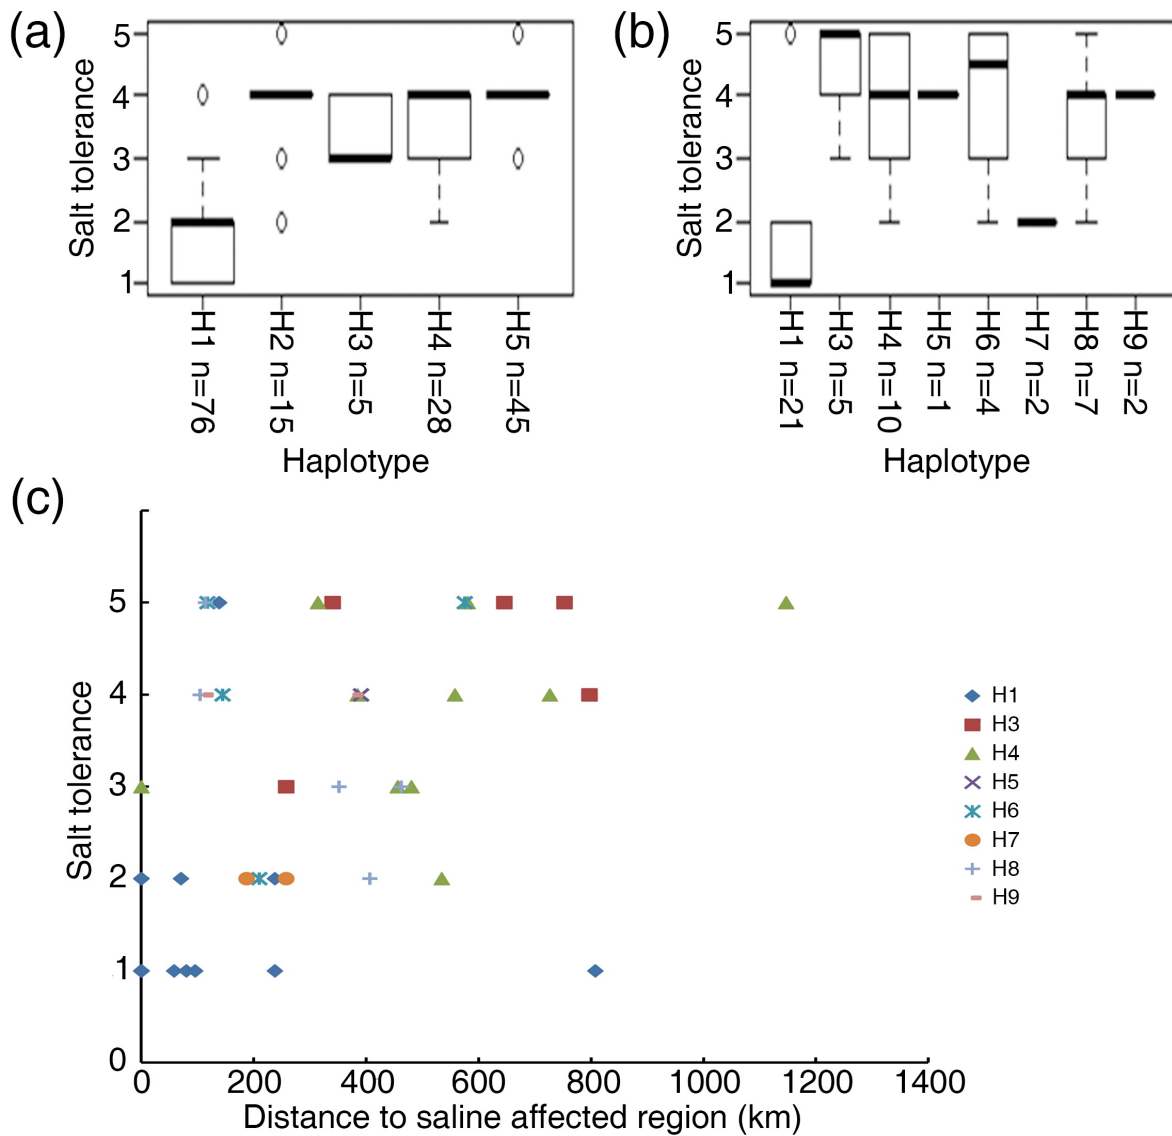 (a)
5
4
3
2
1
Salt tolerance
H1 n=76
H2 n=15
H3 n=5
H4 n=28
H5 n=45
Haplotype
(b)
5
4
3
2
1
Salt tolerance
H1 n=21
H3 n=5
H4 n=10
H5 n=1
H6 n=4
H7 n=2
H8 n=7
H9 n=2
Haplotype
(c)
5
4
3
2
1
0
Salt tolerance
0 200 400 600 800 1000 1200 1400
Distance to saline affected region (km)
H1
H3
H4
H5
H6
H7
H8
H9